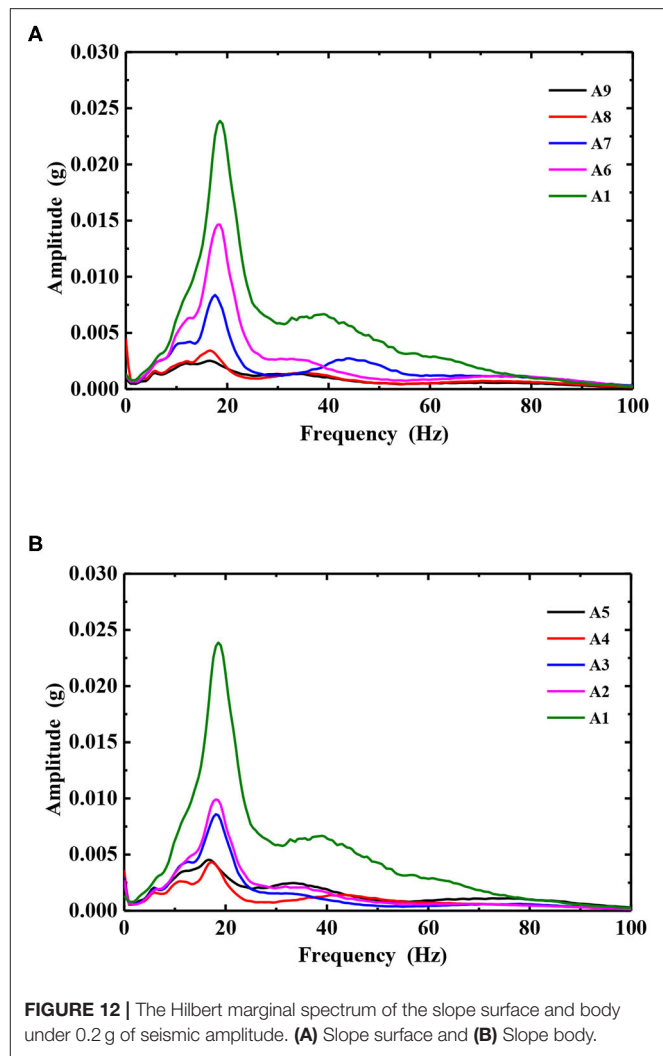 A
0.030
0.025
0.020
0.015
0.010
0.005
0.000
Amplitude (g)
A9
A8
A7
A6
A1
0 20 40 60 80 100
Frequency (Hz)
B
0.030
0.025
0.020
0.015
0.010
0.005
0.000
Amplitude (g)
A5
A4
A3
A2
A1
0 20 40 60 80 100
Frequency (Hz)
FIGURE 12 | The Hilbert marginal spectrum of the slope surface and body
under 0.2 g of seismic amplitude. (A) Slope surface and (B) Slope body.